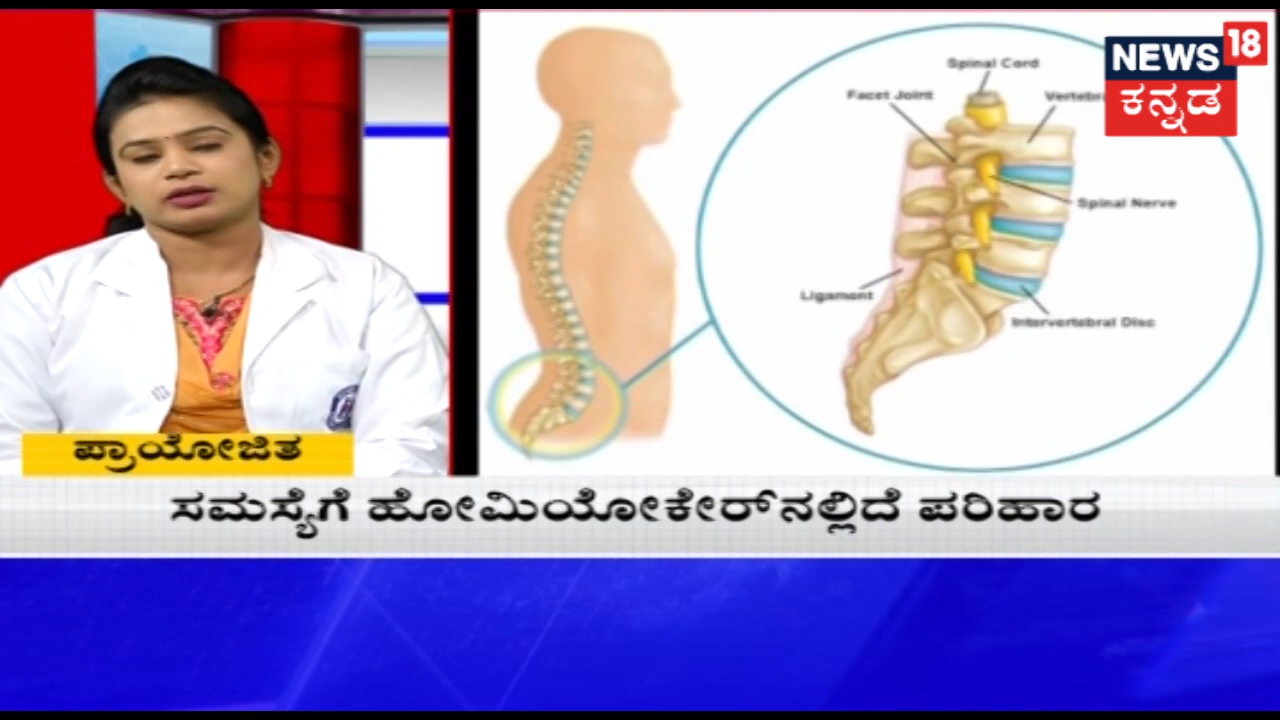 NEWS 18
ಕನ್ನಡ
Spinal Cord
Facet Joint
Spinal Nerve
Ligament
Intervertebral Disc
ಪ್ರಾಯೋಜಿತ
ಸಮಸ್ಯೆಗೆ ಹೋಮಿಯೋಕೇರ್‌ನಲ್ಲಿದೆ ಪರಿಹಾರ